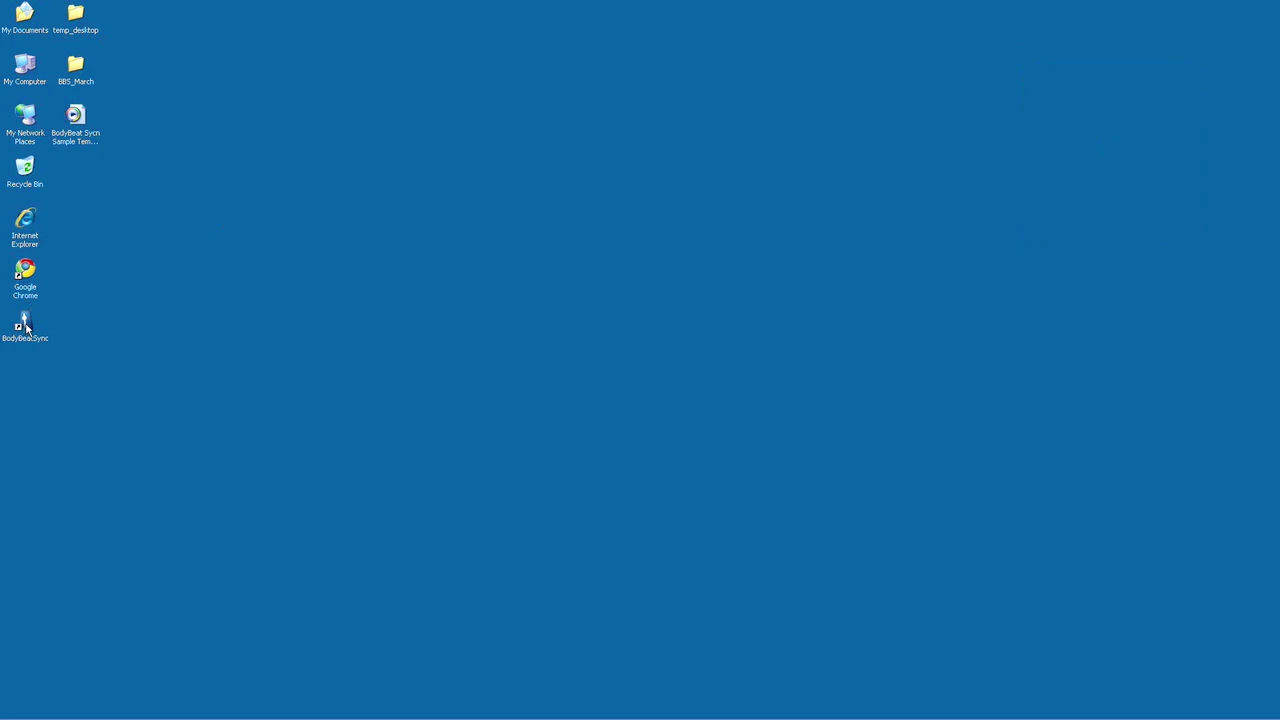 My Documents
temp_desktop
My Computer
BBS_March
My Network
Places
BodyBeat Sycn
Sample Tem...
Recycle Bin
Internet
Explorer
Google
Chrome
BodyBeatSync